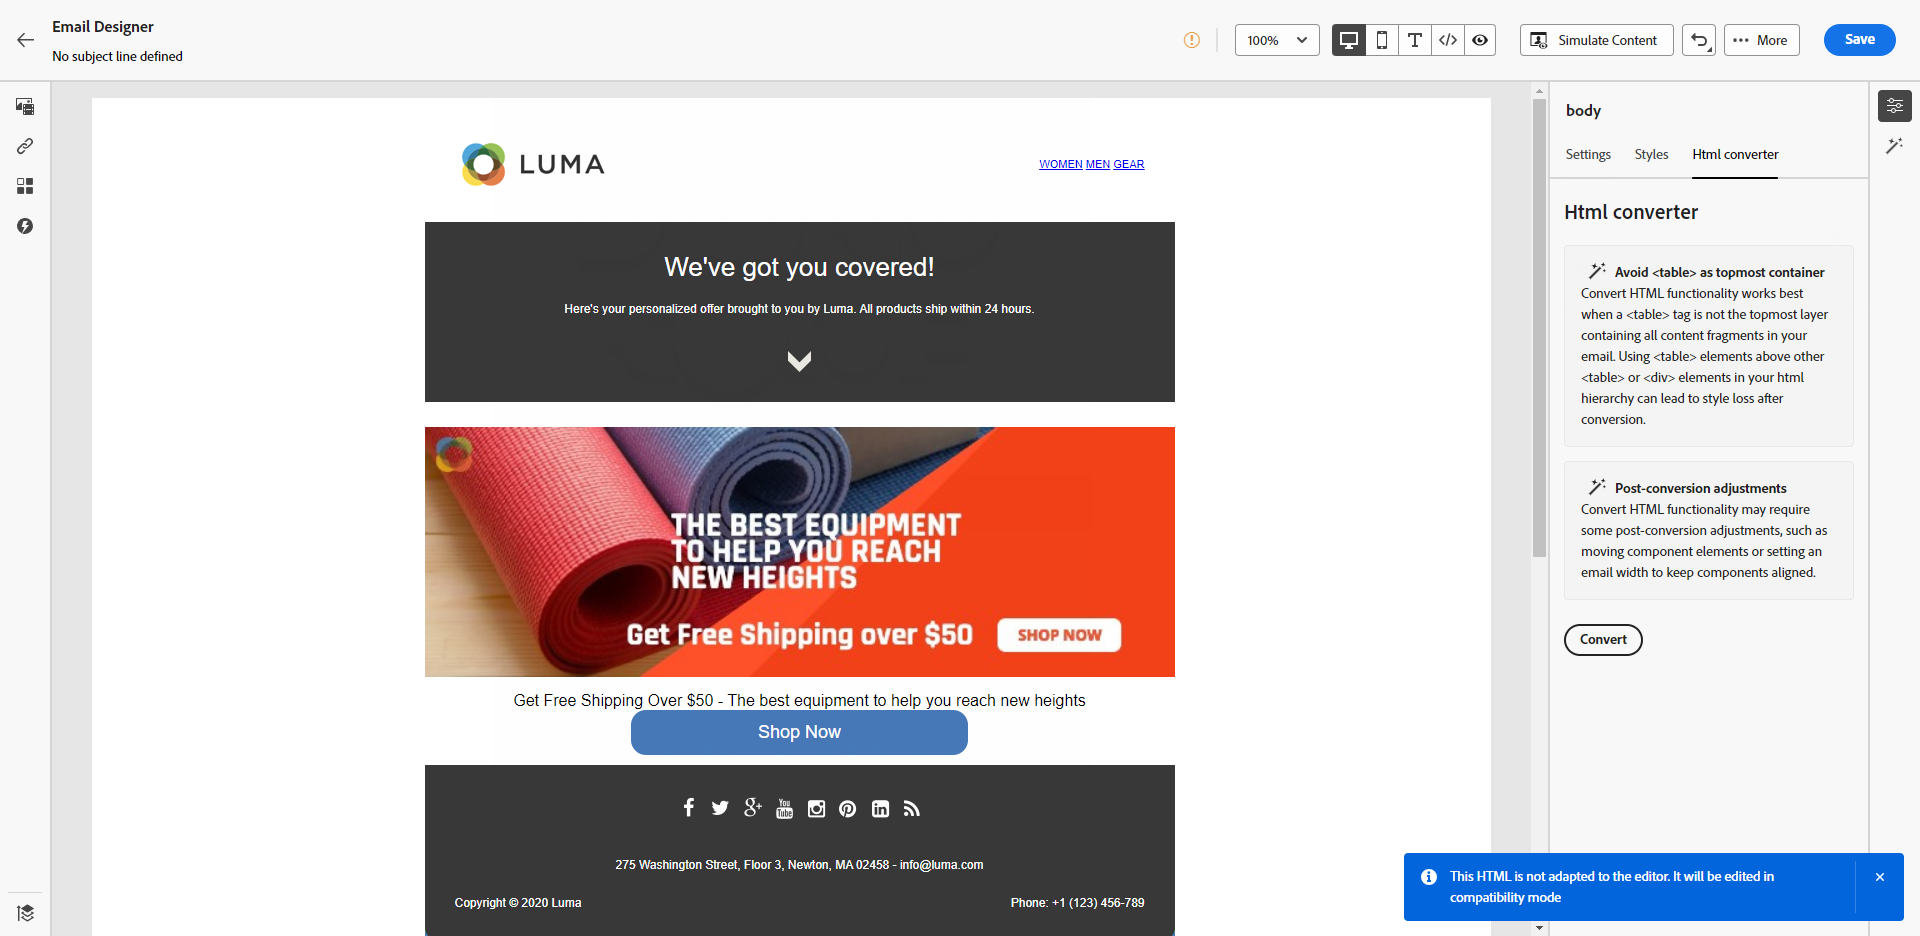 Email Designer
No subject line defined
100%
Simulate Content
More
Save
LUMA
WOMEN MEN GEAR
We've got you covered!
Here's your personalized offer brought to you by Luma. All products ship within 24 hours.
THE BEST EQUIPMENT
TO HELP YOU REACH
NEW HEIGHTS
Get Free Shipping over $50
SHOP NOW
Get Free Shipping Over $50 - The best equipment to help you reach new heights
Shop Now
You
Tube
275 Washington Street, Floor 3, Newton, MA 02458 - info@luma.com
Copyright © 2020 Luma
Phone: +1 (123) 456-789
body
Settings
Styles
Html converter
Html converter
Avoid <table> as topmost container
Convert HTML functionality works best
when a <table> tag is not the topmost layer
containing all content fragments in your
email. Using <table> elements above other
<table> or <div> elements in your html
hierarchy can lead to style loss after
conversion.
Post-conversion adjustments
Convert HTML functionality may require
some post-conversion adjustments, such as
moving component elements or setting an
email width to keep components aligned.
Convert
This HTML is not adapted to the editor. It will be edited in
compatibility mode